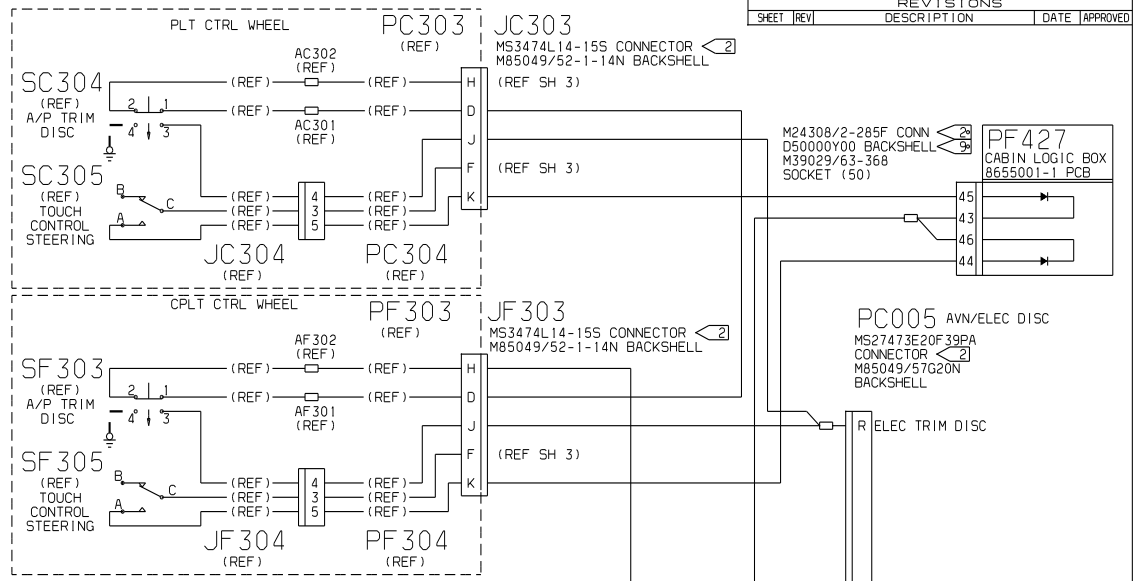 REVISIONS
SHEET REV DESCRIPTION DATE APPROVED
PLT CTRL WHEEL
PC303
(REF)
JC303
MS3474L14-15S CONNECTOR 2
M85049/52-1-14N BACKSHELL
AC302
(REF)
SC304
(REF)
A/P TRIM
DISC
(REF) (REF) H (REF SH 3)
2 1
(REF) (REF) D
4 3
AC301
(REF)
J
F (REF SH 3)
SC305
(REF)
TOUCH
CONTROL
STEERING
B
C
A
(REF) 4 (REF) K
(REF) 3 (REF)
(REF) 5 (REF)
JC304
(REF)
PC304
(REF)
M24308/2-285F CONN 2
D50000Y00 BACKSHELL 9
M39029/63-368
SOCKET (50)
PF427
CABIN LOGIC BOX
8655001-1 PCB
45
43
46
44
CPLT CTRL WHEEL
PF303
(REF)
JF303
MS3474L14-15S CONNECTOR 2
M85049/52-1-14N BACKSHELL
AF302
(REF)
SF303
(REF)
A/P TRIM
DISC
(REF) (REF) H
2 1
(REF) (REF) D
4 3
AF301
(REF)
J
F (REF SH 3)
SF305
(REF)
TOUCH
CONTROL
STEERING
B
C
A
(REF) 4 (REF) K
(REF) 3 (REF)
(REF) 5 (REF)
JF304
(REF)
PF304
(REF)
PC005 AVN/ELEC DISC
MS27473E20F39PA
CONNECTOR 2
M85049/57G20N
BACKSHELL
R ELEC TRIM DISC